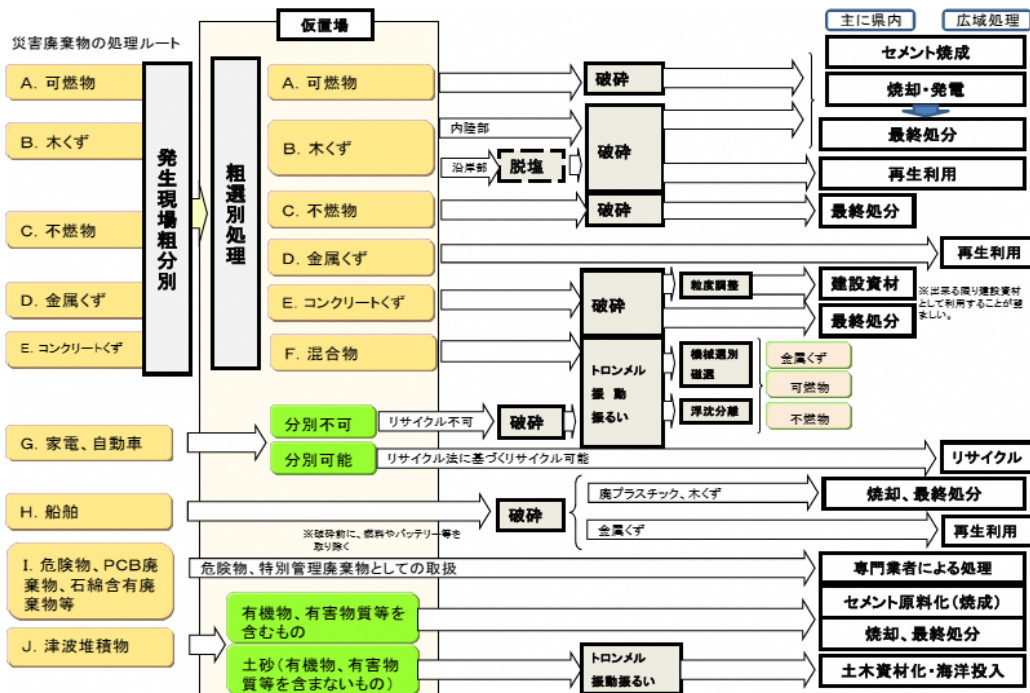 災害廃棄物の処理ルート
仮置場
主に県内
広域処理
A. 可燃物
B. 木くず
C. 不燃物
D. 金属くず
E. コンクリートくず
発生現場粗分別
粗選別処理
A. 可燃物
破砕
セメント焼成
焼却・発電
最終処分
B. 木くず
内陸部
沿岸部
脱塩
破砕
再生利用
C. 不燃物
破砕
最終処分
D. 金属くず
再生利用
E. コンクリートくず
破砕
粒度調整
建設資材
※出来る限り建設資材
として利用することが望
ましい。
最終処分
F. 混合物
トロンメル
振 動
振るい
機械選別
磁選
浮沈分離
金属くず
可燃物
不燃物
G. 家電、自動車
分別不可
リサイクル不可
破砕
分別可能
リサイクル法に基づくリサイクル可能
リサイクル
H. 船舶
※破砕前に、燃料やバッテリー等を
取り除く
破砕
廃プラスチック、木くず
焼却、最終処分
金属くず
再生利用
I. 危険物、PCB廃
棄物、石綿含有廃
棄物等
危険物、特別管理廃棄物としての取扱
専門業者による処理
J. 津波堆積物
有機物、有害物質等を
含むもの
セメント原料化(焼成)
焼却、最終処分
土砂(有機物、有害物
質等を含まないもの)
トロンメル
振動振るい
土木資材化・海洋投入